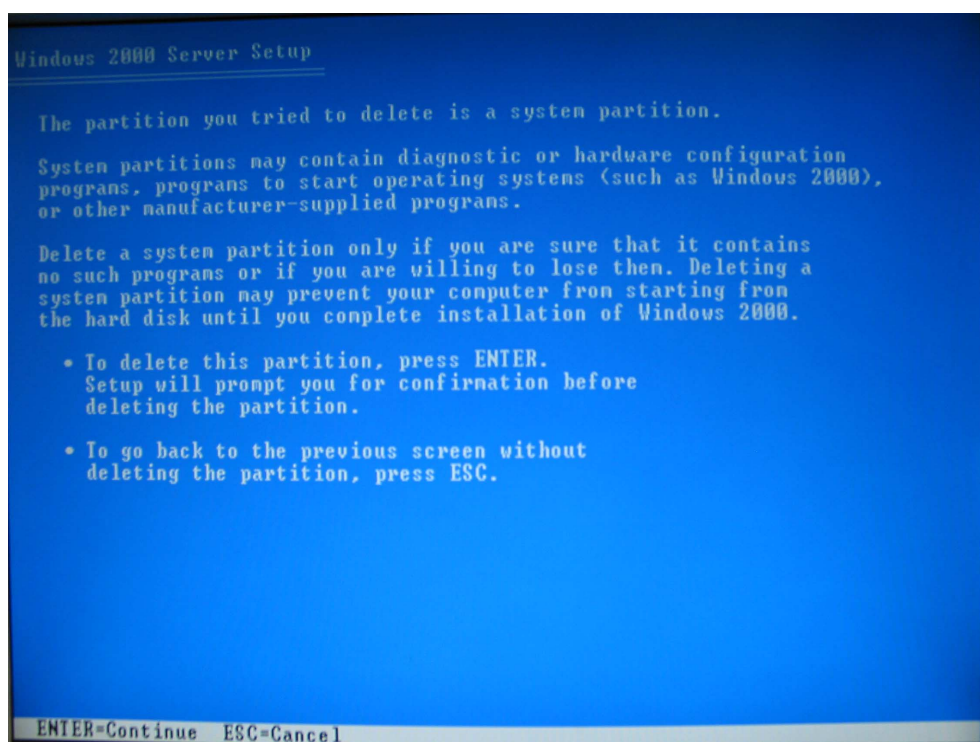 Windows 2000 Server Setup
The partition you tried to delete is a system partition.
System partitions may contain diagnostic or hardware configuration
programs, programs to start operating systems (such as Windows 2000),
or other manufacturer-supplied programs.
Delete a system partition only if you are sure that it contains
no such programs or if you are willing to lose them. Deleting a
system partition may prevent your computer from starting from
the hard disk until you complete installation of Windows 2000.
• To delete this partition, press ENTER.
Setup will prompt you for confirmation before
deleting the partition.
• To go back to the previous screen without
deleting the partition, press ESC.
ENTER=Continue ESC=Cancel